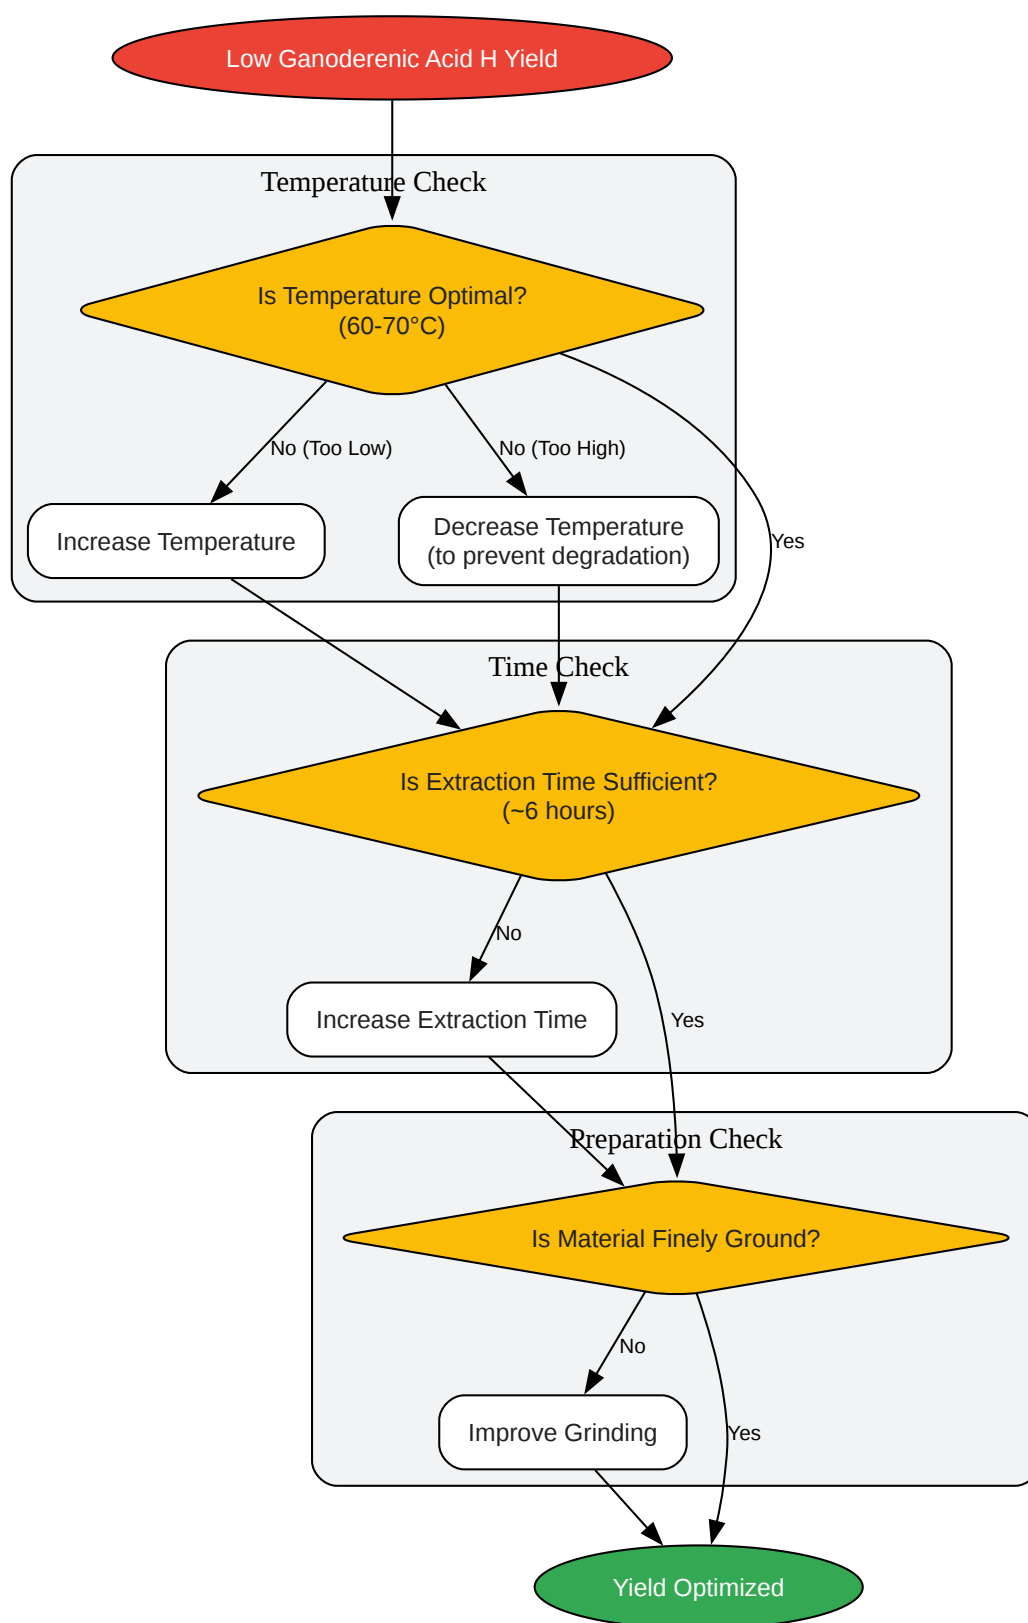 Low Ganoderenic Acid H Yield
Temperature Check
Is Temperature Optimal?
(60-70°C)
No (Too Low)
No (Too High)
Increase Temperature
Decrease Temperature
(to prevent degradation)
Yes
Time Check
Is Extraction Time Sufficient?
(~6 hours)
No
Increase Extraction Time
Yes
Preparation Check
Is Material Finely Ground?
No
Improve Grinding
Yes
Yield Optimized